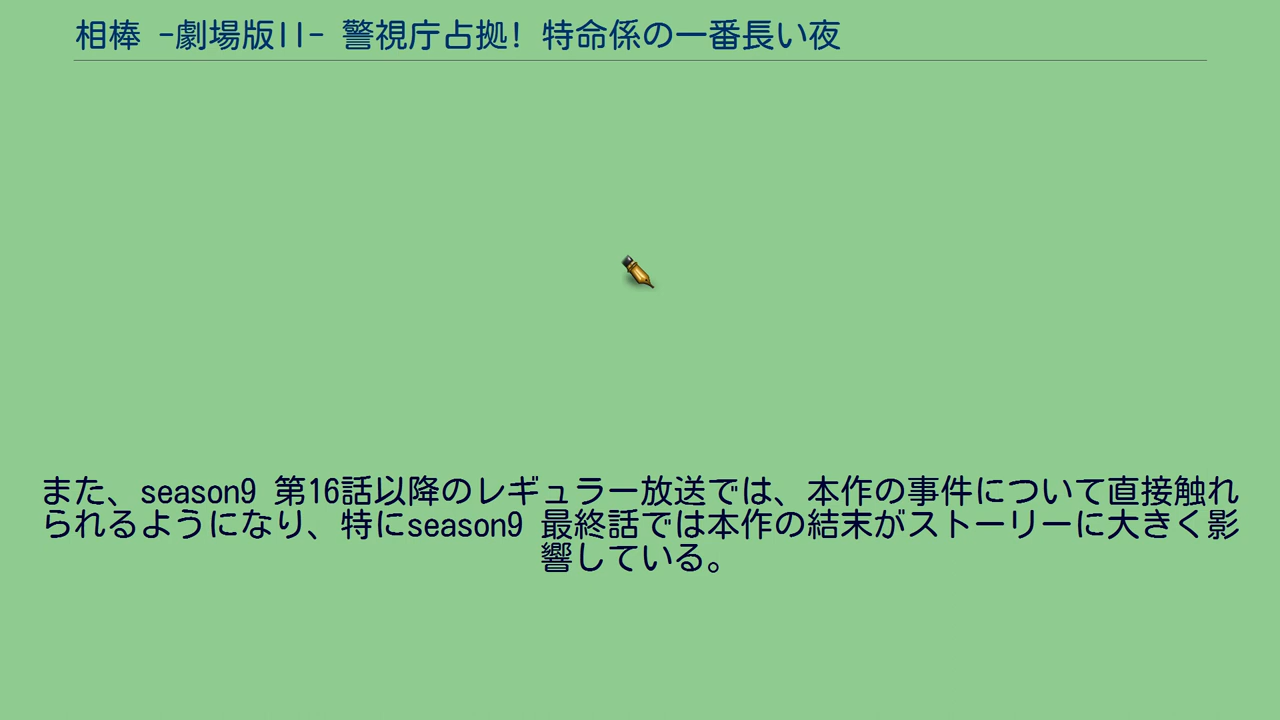 相棒 -劇場版II- 警視庁占拠! 特命係の一番長い夜
また、season9 第16話以降のレギュラー放送では、本作の事件について直接触れ
られるようになり、特にseason9 最終話では本作の結末がストーリーに大きく影
響している。